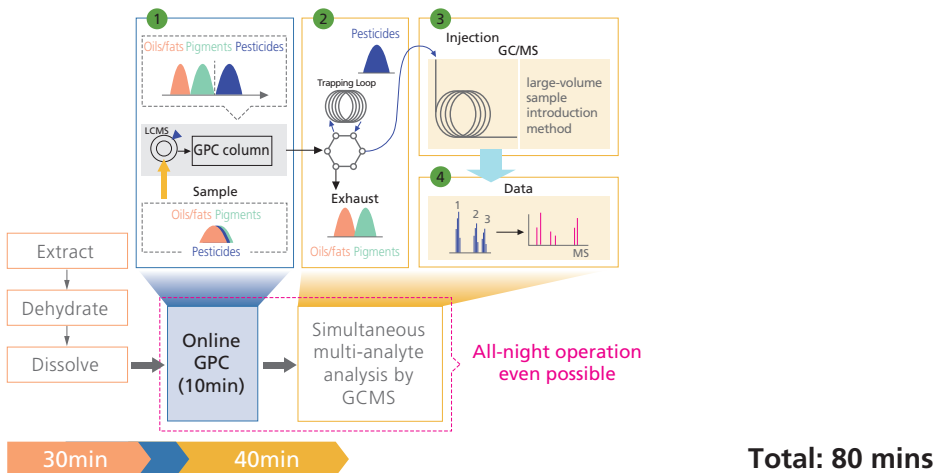 1
Oils/fats Pigments Pesticides
LCMS
GPC column
Sample
Oils/fats Pigments
Pesticides
2
Pesticides
Trapping Loop
Exhaust
Oils/fats Pigments
3
Injection
GC/MS
large-volume
sample
introduction
method
4
Data
1
2
3
MS
Extract
Dehydrate
Dissolve
Online
GPC
(10min)
Simultaneous
multi-analyte
analysis by
GCMS
All-night operation
even possible
30min
40min
Total: 80 mins